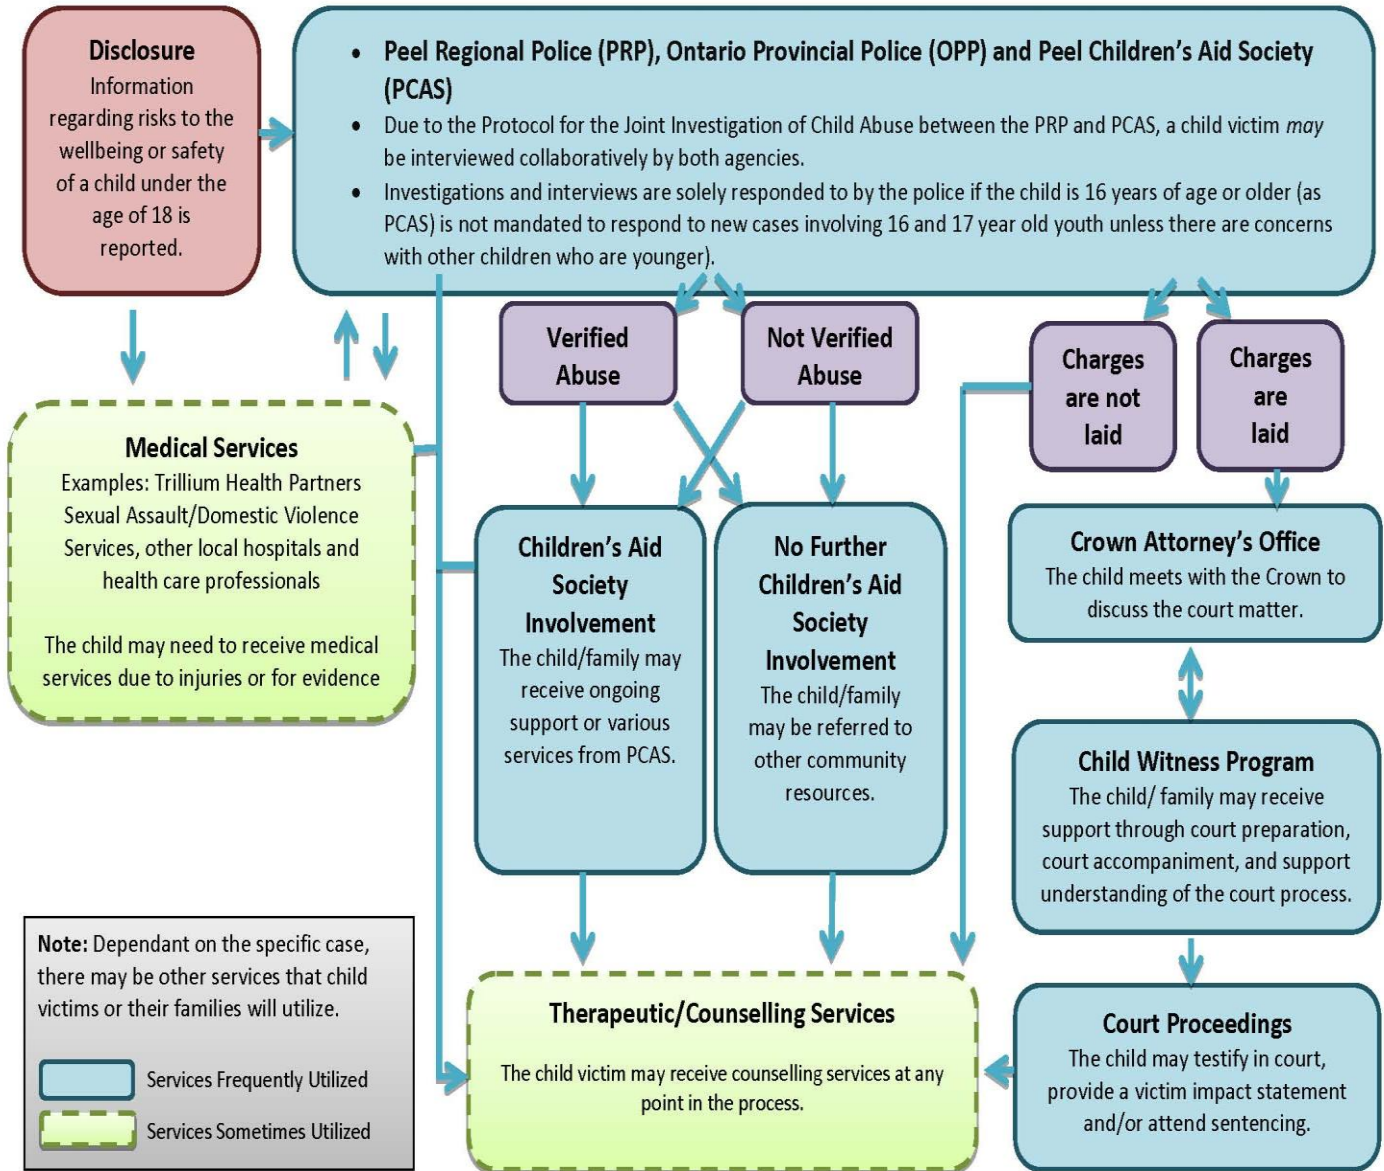 Disclosure
Information
regarding risks to the
wellbeing or safety
of a child under the
age of 18 is
reported.
• Peel Regional Police (PRP), Ontario Provincial Police (OPP) and Peel Children's Aid Society
(PCAS)
• Due to the Protocol for the Joint Investigation of Child Abuse between the PRP and PCAS, a child victim may
be interviewed collaboratively by both agencies.
• Investigations and interviews are solely responded to by the police if the child is 16 years of age or older (as
PCAS) is not mandated to respond to new cases involving 16 and 17 year old youth unless there are concerns
with other children who are younger).
Verified
Abuse
Not Verified
Abuse
Charges
are not
laid
Charges
are
laid
Medical Services
Examples: Trillium Health Partners
Sexual Assault/Domestic Violence
Services, other local hospitals and
health care professionals
The child may need to receive medical
services due to injuries or for evidence
Children's Aid
Society
Involvement
The child/family may
receive ongoing
support or various
services from PCAS.
No Further
Children's Aid
Society
Involvement
The child/family
may be referred to
other community
resources.
Crown Attorney's Office
The child meets with the Crown to
discuss the court matter.
Child Witness Program
The child/ family may receive
support through court preparation,
court accompaniment, and support
understanding of the court process.
Note: Dependant on the specific case,
there may be other services that child
victims or their families will utilize.
Services Frequently Utilized
Services Sometimes Utilized
Therapeutic/Counselling Services
The child victim may receive counselling services at any
point in the process.
Court Proceedings
The child may testify in court,
provide a victim impact statement
and/or attend sentencing.